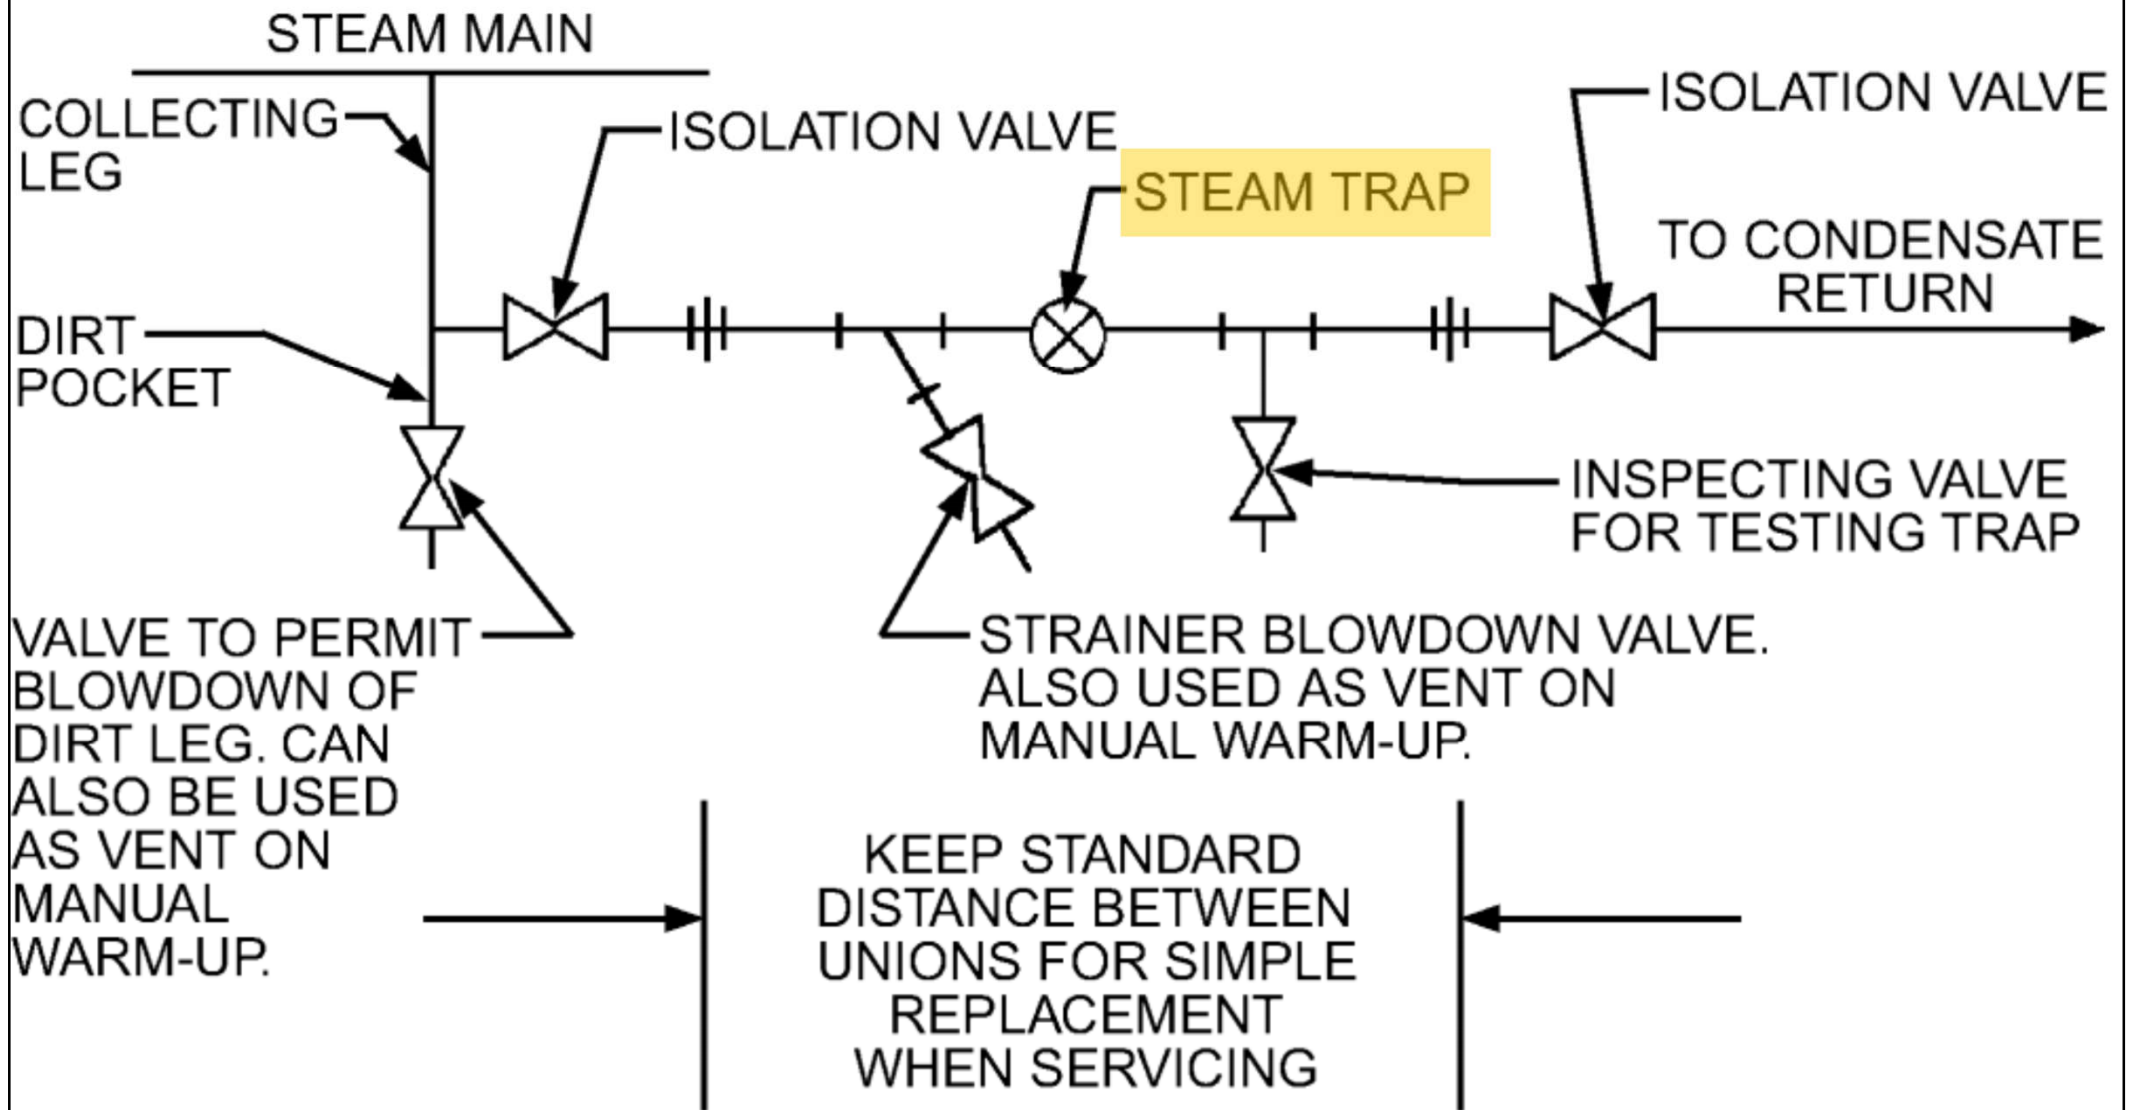 STEAM MAIN
COLLECTING
LEG
ISOLATION VALVE
STEAM TRAP
ISOLATION VALVE
TO CONDENSATE
RETURN
DIRT
POCKET
INSPECTING VALVE
FOR TESTING TRAP
VALVE TO PERMIT
BLOWDOWN OF
DIRT LEG. CAN
ALSO BE USED
AS VENT ON
MANUAL
WARM-UP.
STRAINER BLOWDOWN VALVE.
ALSO USED AS VENT ON
MANUAL WARM-UP.
KEEP STANDARD
DISTANCE BETWEEN
UNIONS FOR SIMPLE
REPLACEMENT
WHEN SERVICING